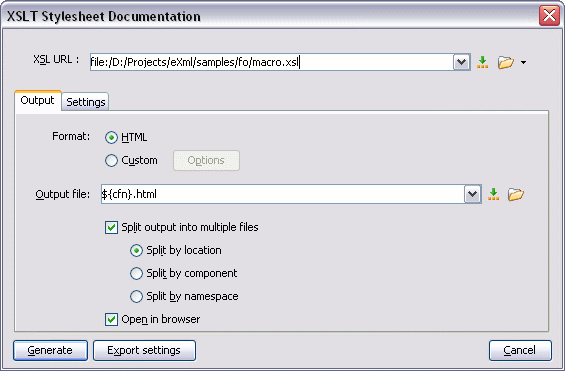 XSLT Stylesheet Documentation
XSL URL : file:/D:/Projects/eXml/samples/fo/macro.xsl
Output Settings
Format: HTML
Custom Options
Output file: ${cfn}.html
Split output into multiple files
Split by location
Split by component
Split by namespace
Open in browser
Generate Export settings Cancel